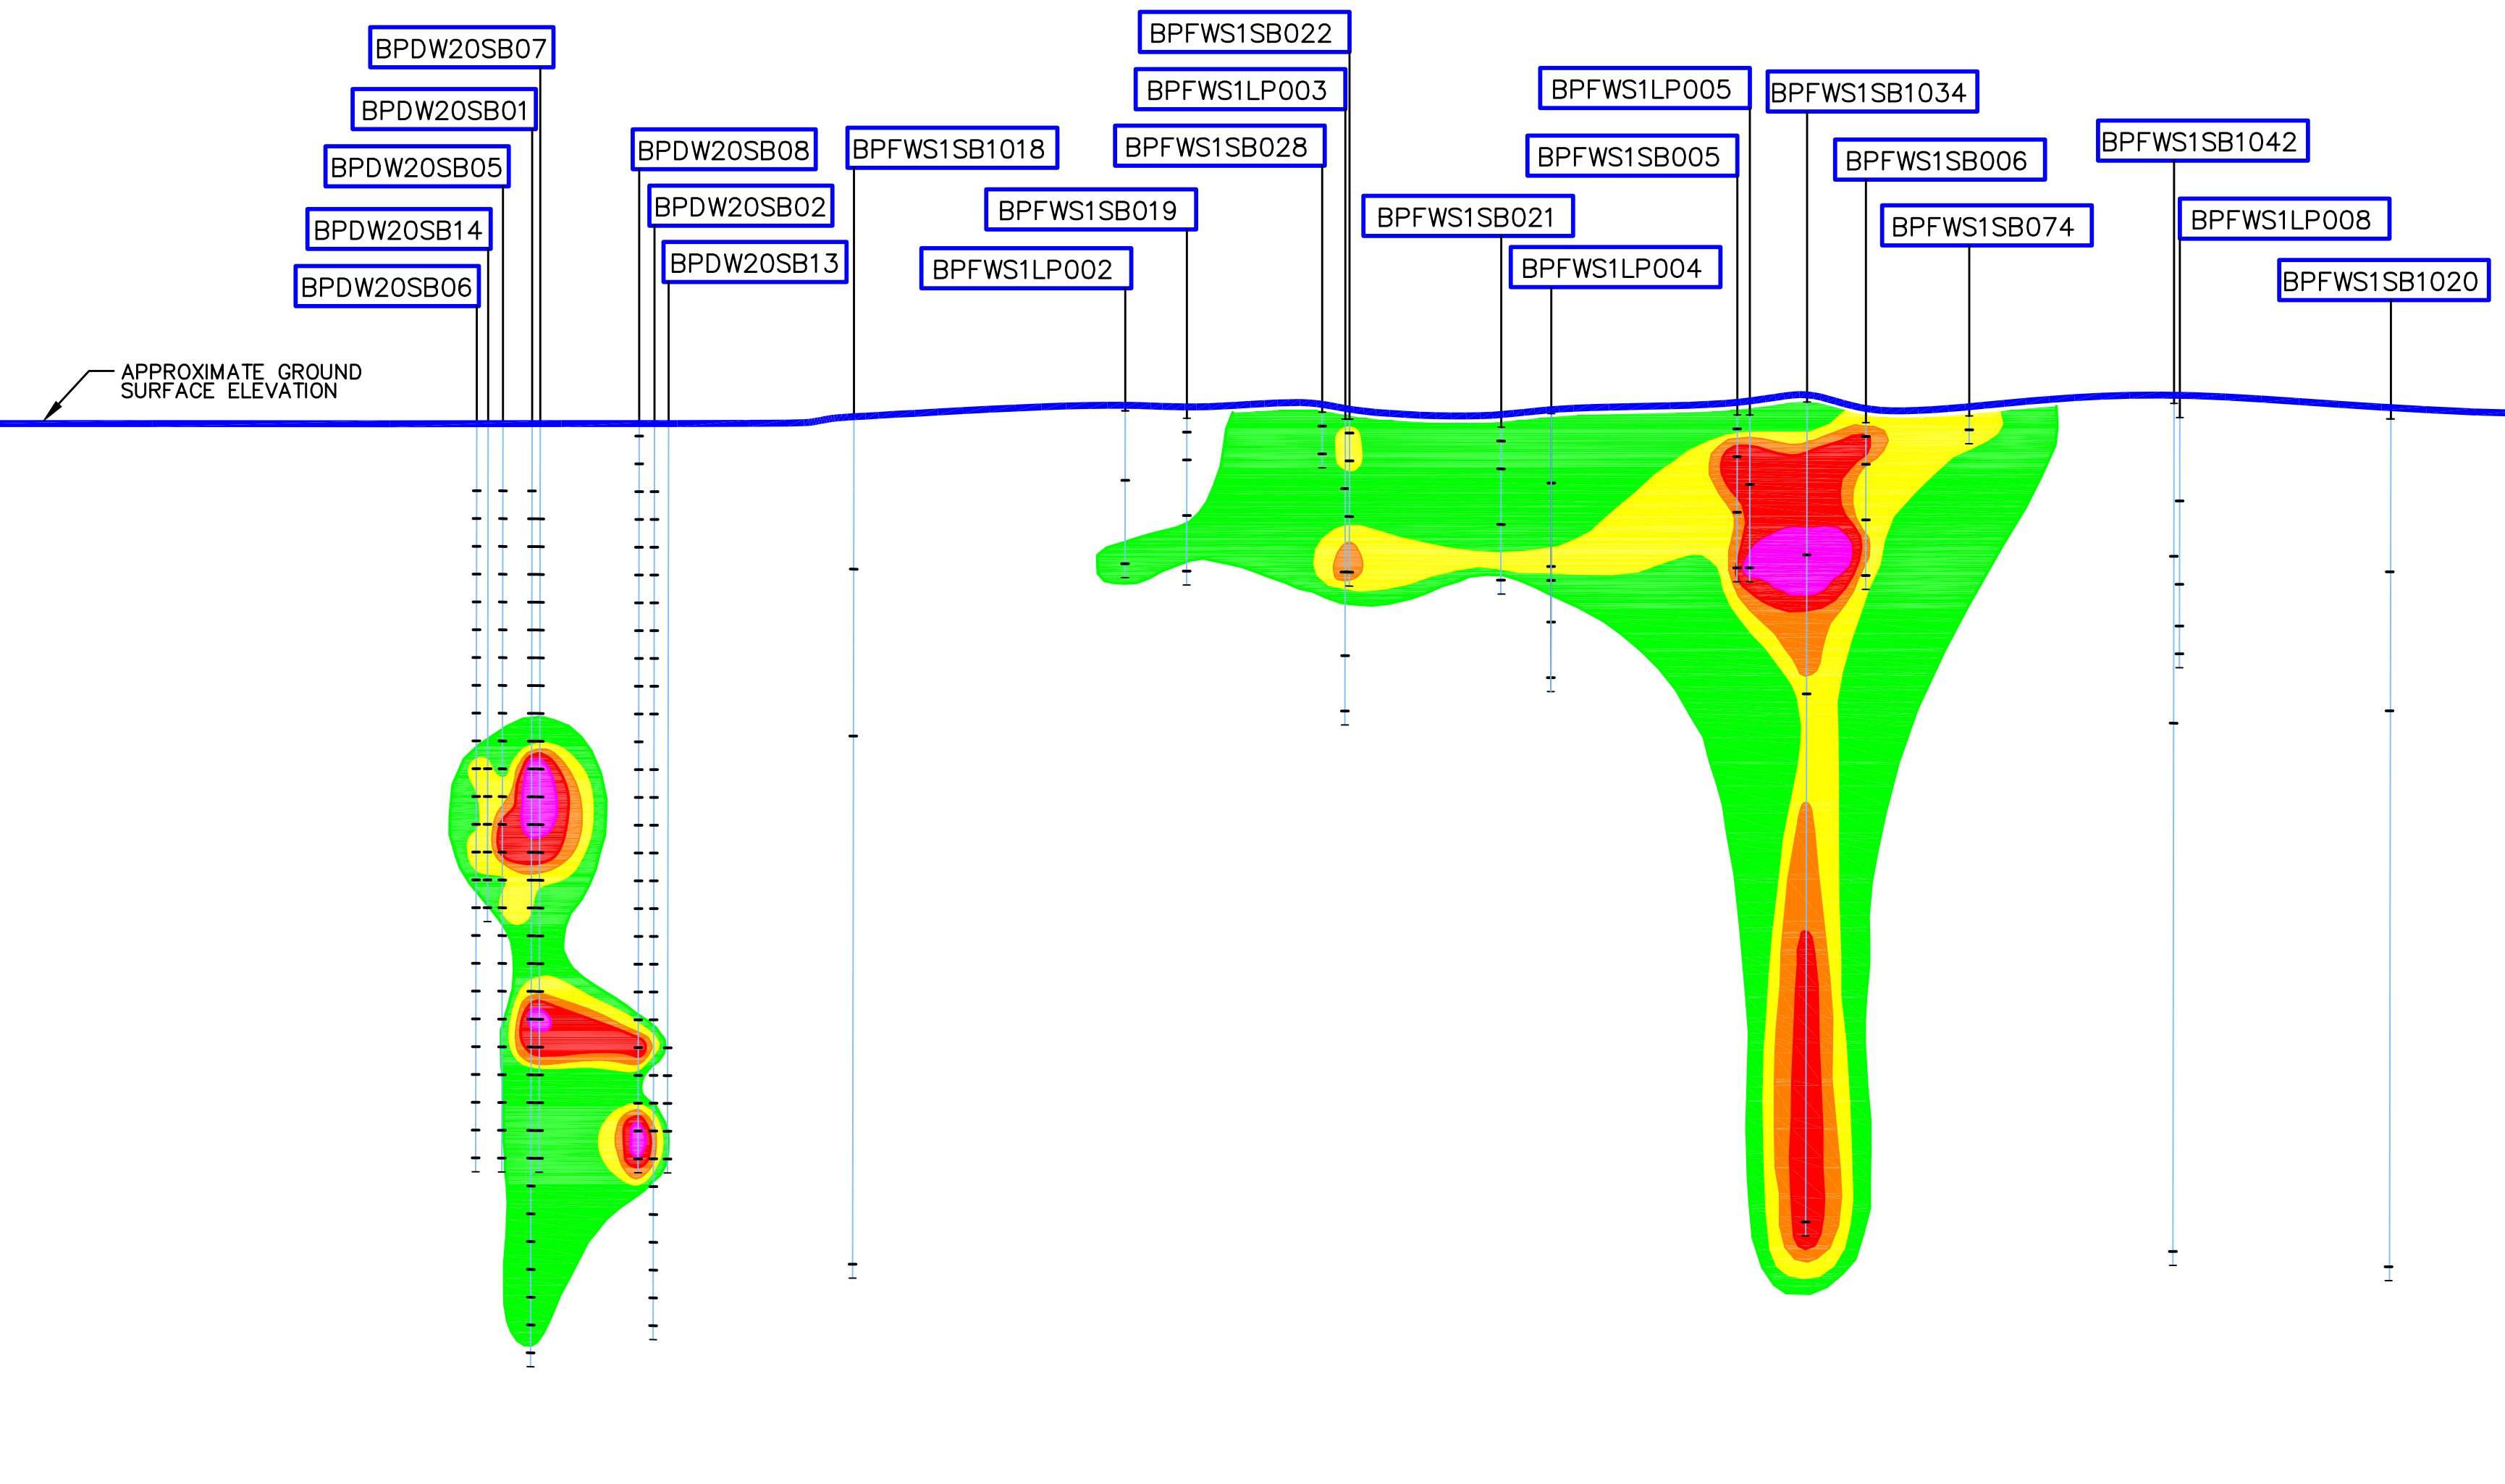 BPFWS1SB022
BPDW20SB07
BPFWS1LP003
BPFWS1LP005
BPFWS1SB1034
BPDW20SB01
BPDW20SB08
BPFWS1SB1018
BPFWS1SB028
BPFWS1SB1042
BPDW20SB05
BPFWS1SB005
BPFWS1SB006
BPDW20SB02
BPFWS1SB019
BPFWS1SB021
BPFWS1SB074
BPFWS1LP008
BPDW20SB14
BPDW20SB13
BPFWS1LP002
BPFWS1LP004
BPFWS1SB1020
BPDW20SB06
APPROXIMATE GROUND
SURFACE ELEVATION